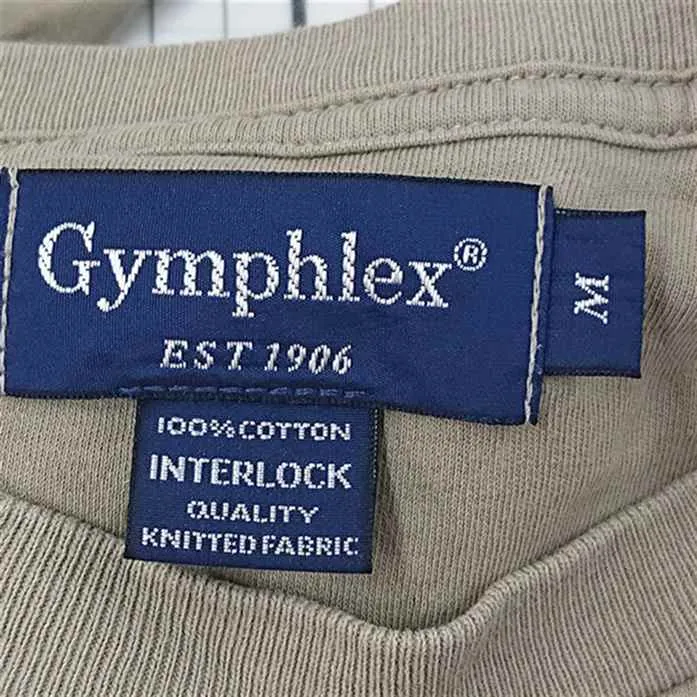 Gymphlex®
EST 1906
M
100% COTTON
INTERLOCK
QUALITY
KNITTED FABRIC